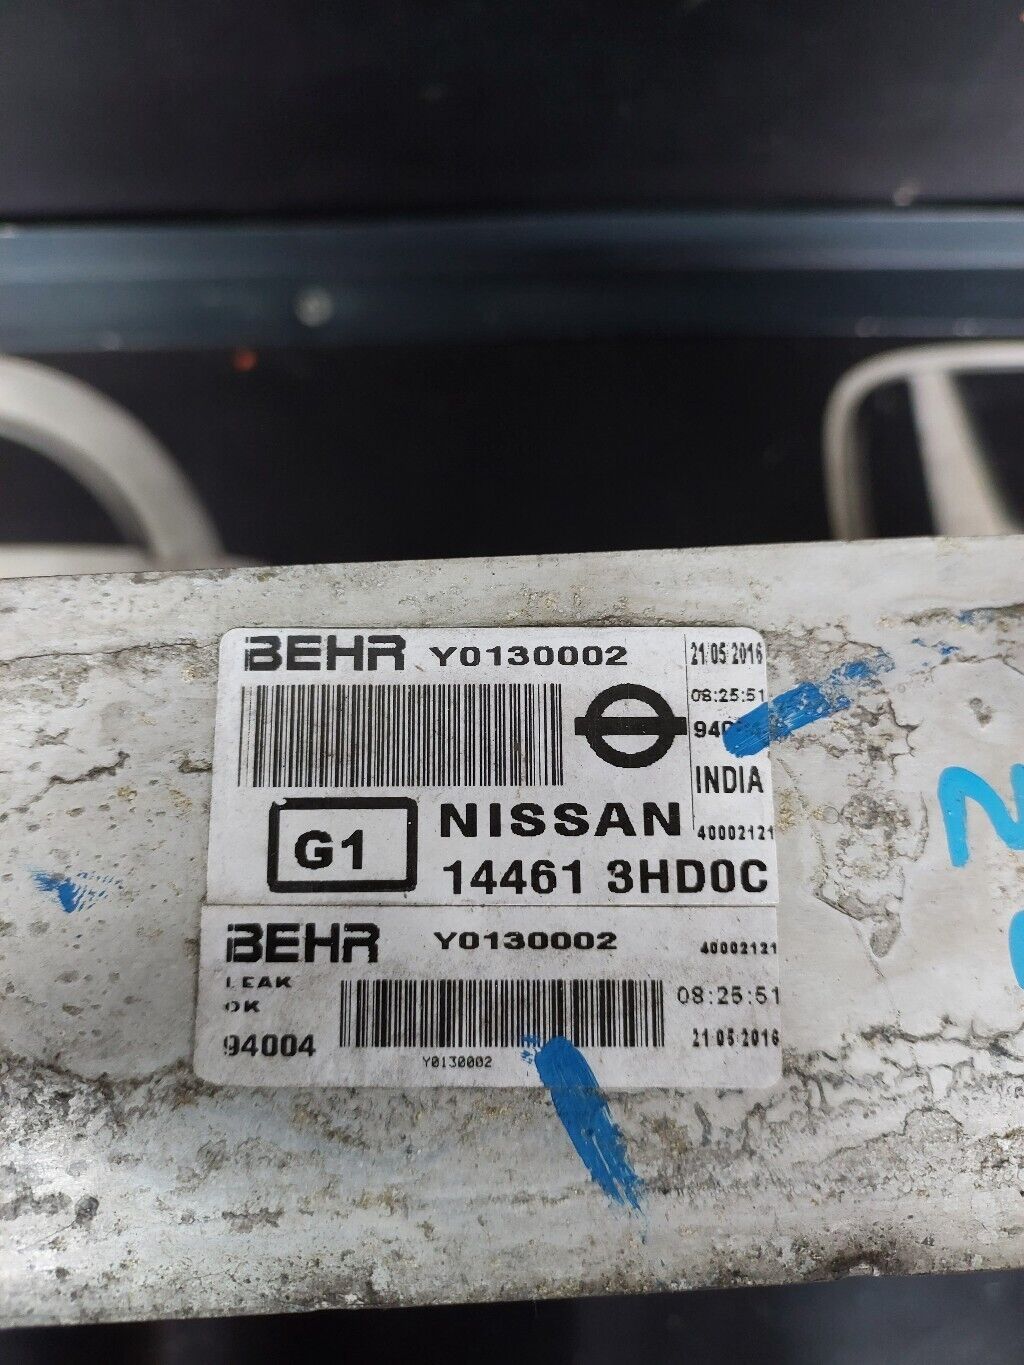 BEHR Y0130002 21 05 2016
08:25:51
INDIA
G1 NISSAN 40002121
14461 3HD0C
BEHR Y0130002 40002121
LEAK
OK 08:25:51
94004 21 05 2016
Y0130002